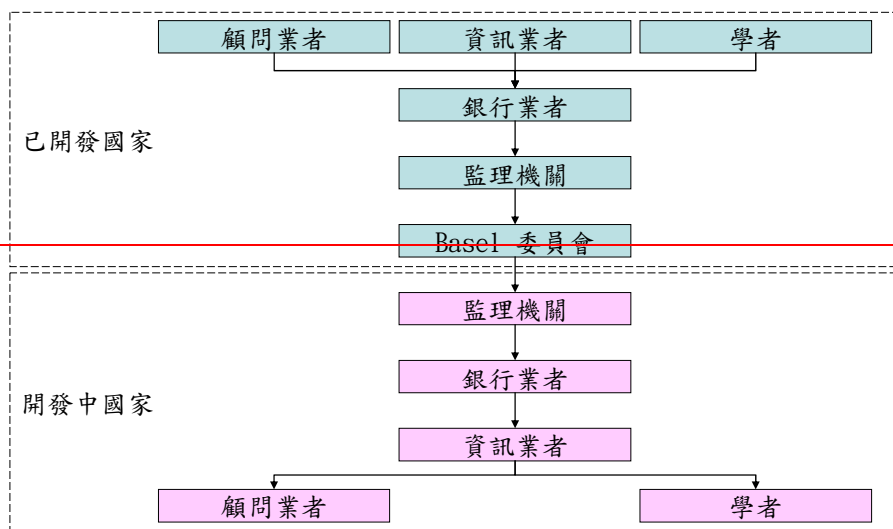 顧問業者
資訊業者
學者
銀行業者
已開發國家
監理機關
Basel 委員會
監理機關
銀行業者
開發中國家
資訊業者
顧問業者
學者